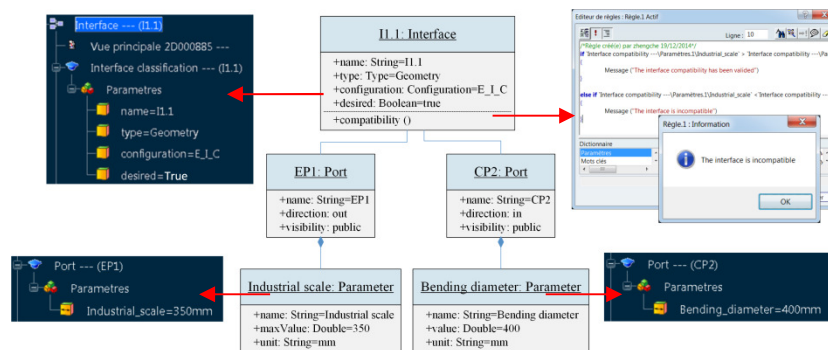 Interface --- (I1.1)
Vue principale 2D000885 ---
Interface classification --- (I1.1)
Parametres
name=I1.1
type=Geometry
configuration=E_I_C
desired=True
I1.1: Interface
+name: String=I1.1
+type: Type=Geometry
+configuration: Configuration=E_I_C
+desired: Boolean=true
+compatibility ()
Editeur de règles : Règle.1 Actif
Ligne : 10
/*Règle créé(e) par zhengche 19/12/2014*/
if `Interface compatibility ---\Paramètres.1\Industrial_scale` > `Interface compatibility ---
{
Message ("The interface compatibility has been valided")
}
else if `Interface compatibility ---\Paramètres.1\Industrial_scale` <`Interface compatibility --
{
Message ("The interface is incompatible")
}
Dictionnaire
Paramètres
Mots clés
Règle.1 : Information
The interface is incompatible
OK
EP1: Port
+name: String=EP1
+direction: out
+visibility: public
CP2: Port
+name: String=CP2
+direction: in
+visibility: public
Port --- (EP1)
Parametres
Industrial_scale=350mm
Industrial scale: Parameter
+name: String=Industrial scale
+maxValue: Double=350
+unit: String=mm
Bending diameter: Parameter
+name: String=Bending diameter
+value: Double=400
+unit: String=mm
Port --- (CP2)
Parametres
Bending_diameter=400mm